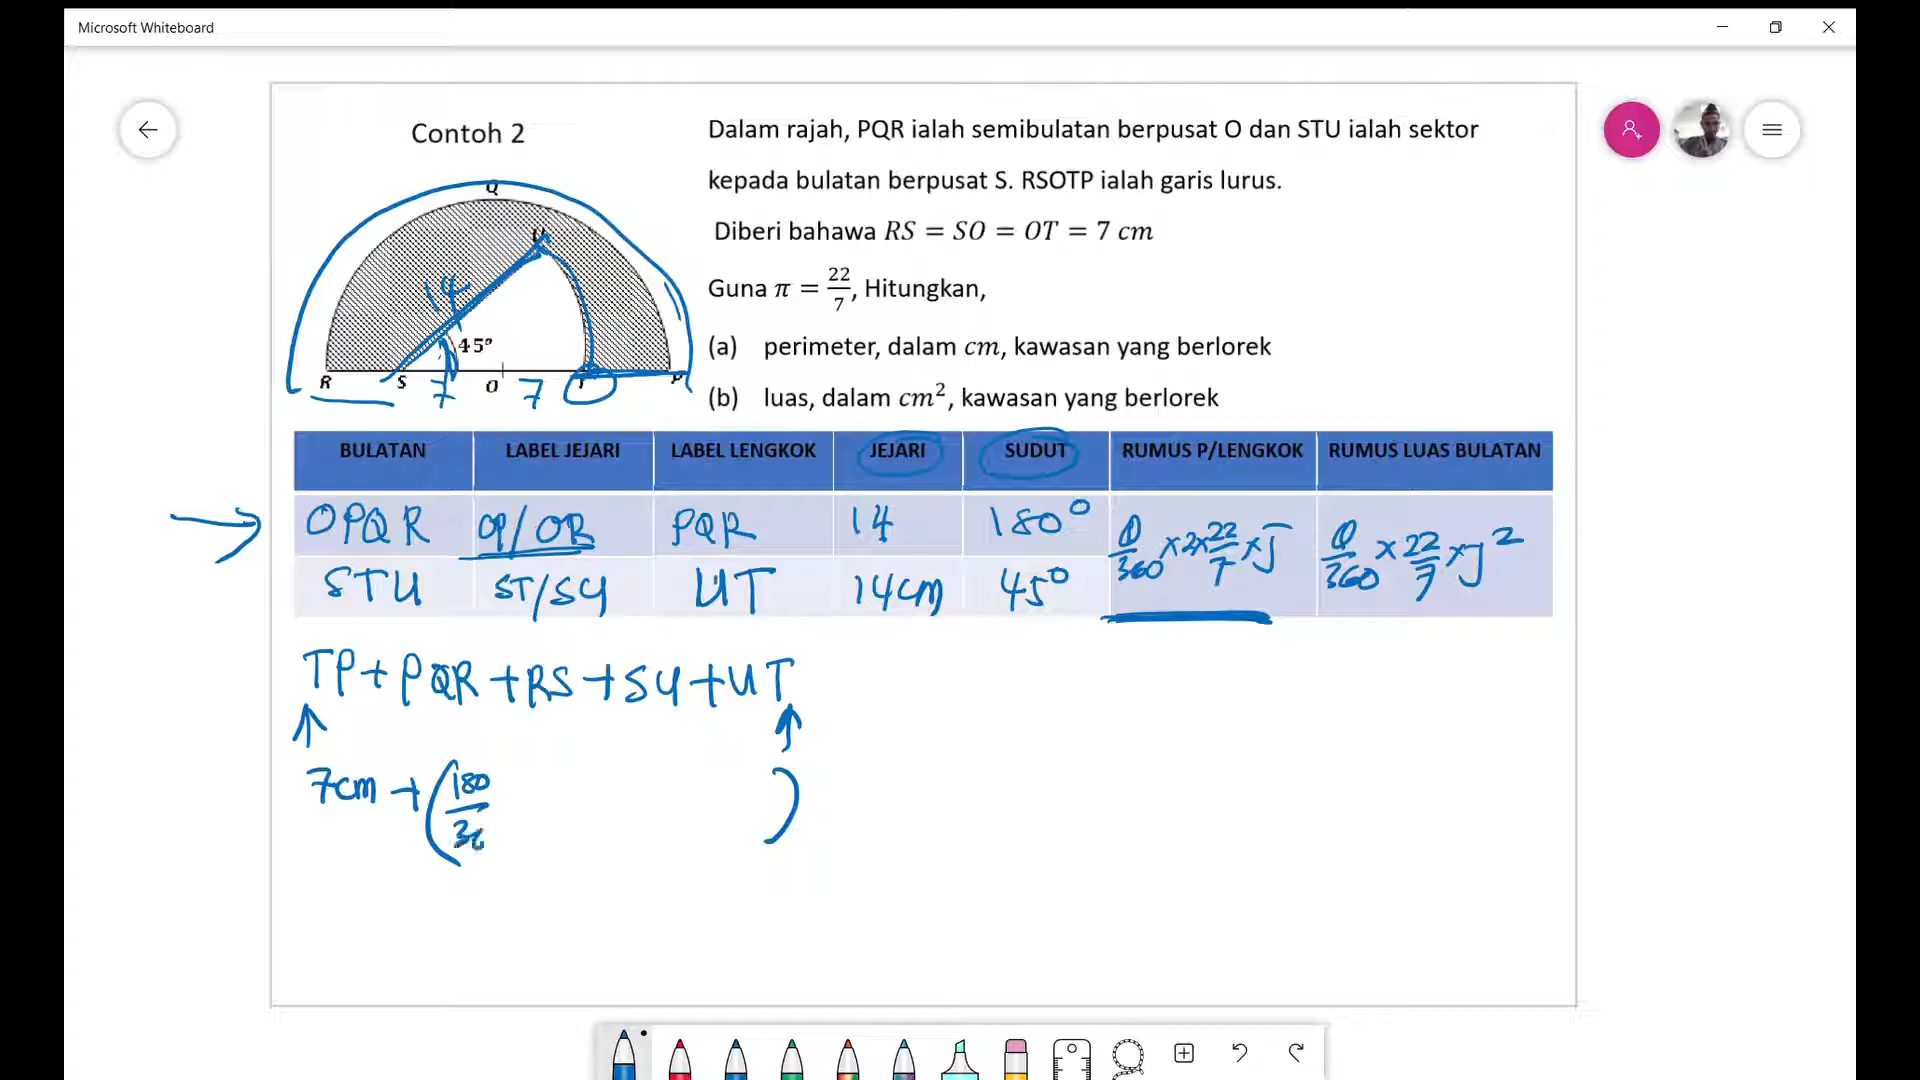 Microsoft Whiteboard
Contoh 2
Dalam rajah, PQR ialah semibulatan berpusat O dan STU ialah sektor
kepada bulatan berpusat S. RSOTP ialah garis lurus.
Diberi bahawa RS = SO = OT = 7 cm
Guna π = 22/7, Hitungkan,
(a) perimeter, dalam cm, kawasan yang berlorek
(b) luas, dalam cm², kawasan yang berlorek
Q
U
14
45°
R S O T P
7 7
BULATAN LABEL JEJARI LABEL LENGKOK JEJARI SUDUT RUMUS P/LENGKOK RUMUS LUAS BULATAN
OPQR OP/OR PQR 14 180° θ/360 × 2 × 22/7 × J θ/360 × 22/7 × J²
STU ST/SU UT 14cm 45°
TP + PQR + RS + SU + UT
7cm + (180/36 )